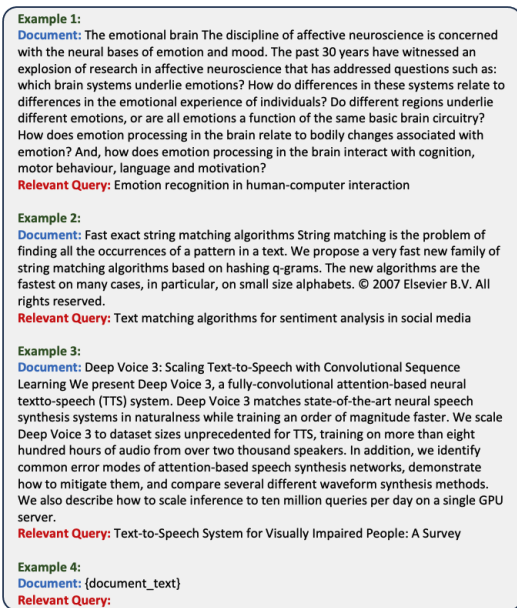 Example 1:
Document: The emotional brain The discipline of affective neuroscience is concerned
with the neural bases of emotion and mood. The past 30 years have witnessed an
explosion of research in affective neuroscience that has addressed questions such as:
which brain systems underlie emotions? How do differences in these systems relate to
differences in the emotional experience of individuals? Do different regions underlie
different emotions, or are all emotions a function of the same basic brain circuitry?
How does emotion processing in the brain relate to bodily changes associated with
emotion? And, how does emotion processing in the brain interact with cognition,
motor behaviour, language and motivation?
Relevant Query: Emotion recognition in human-computer interaction
Example 2:
Document: Fast exact string matching algorithms String matching is the problem of
finding all the occurrences of a pattern in a text. We propose a very fast new family of
string matching algorithms based on hashing q-grams. The new algorithms are the
fastest on many cases, in particular, on small size alphabets. © 2007 Elsevier B.V. All
rights reserved.
Relevant Query: Text matching algorithms for sentiment analysis in social media
Example 3:
Document: Deep Voice 3: Scaling Text-to-Speech with Convolutional Sequence
Learning We present Deep Voice 3, a fully-convolutional attention-based neural
textto-speech (TTS) system. Deep Voice 3 matches state-of-the-art neural speech
synthesis systems in naturalness while training an order of magnitude faster. We scale
Deep Voice 3 to dataset sizes unprecedented for TTS, training on more than eight
hundred hours of audio from over two thousand speakers. In addition, we identify
common error modes of attention-based speech synthesis networks, demonstrate
how to mitigate them, and compare several different waveform synthesis methods.
We also describe how to scale inference to ten million queries per day on a single GPU
server.
Relevant Query: Text-to-Speech System for Visually Impaired People: A Survey
Example 4:
Document: {document_text}
Relevant Query: